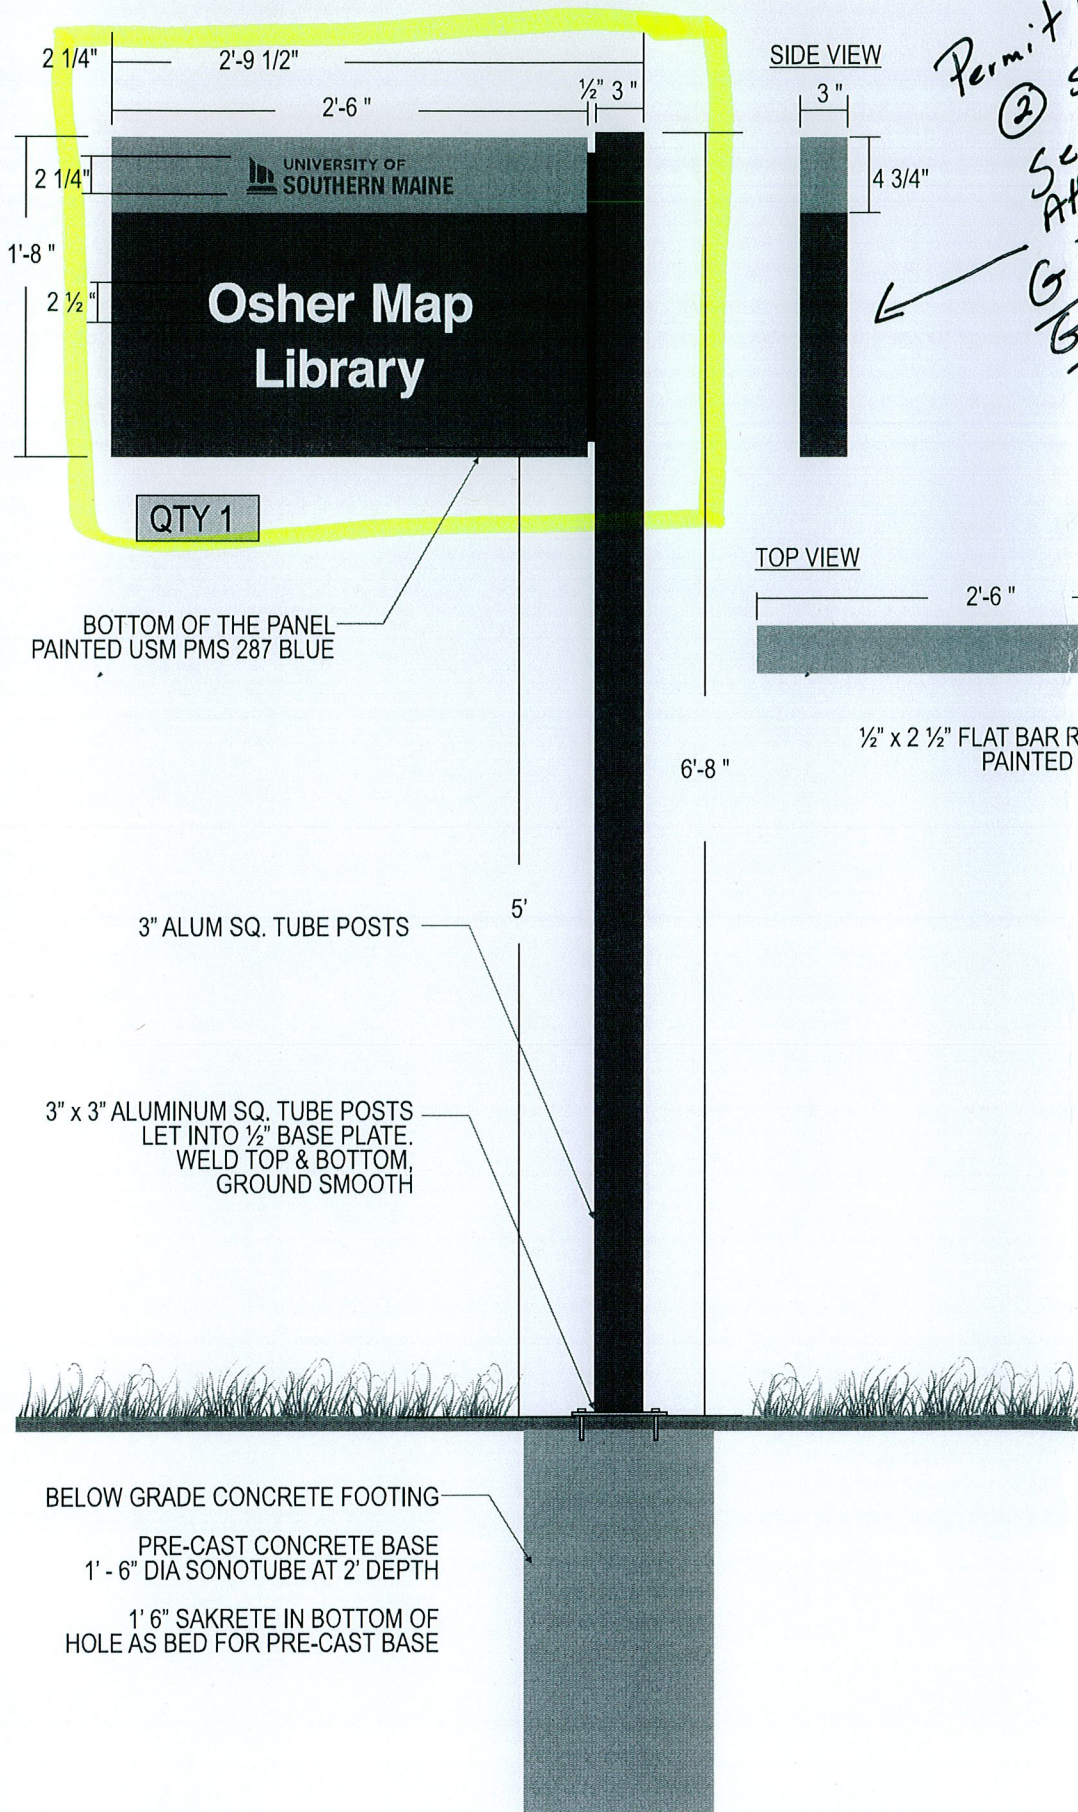 2 1/4"
2'-9 1/2"
2'-6 "
½" 3 "
2 1/4"
1'-8 "
2 ½ "
UNIVERSITY OF
SOUTHERN MAINE
Osher Map
Library
QTY 1
BOTTOM OF THE PANEL
PAINTED USM PMS 287 BLUE
SIDE VIEW
3 "
4 3/4"
Permit
②
TOP VIEW
2'-6 "
½" x 2 ½" FLAT BAR R
PAINTED
6'-8 "
5'
3" ALUM SQ. TUBE POSTS
3" x 3" ALUMINUM SQ. TUBE POSTS
LET INTO ½" BASE PLATE.
WELD TOP & BOTTOM,
GROUND SMOOTH
BELOW GRADE CONCRETE FOOTING
PRE-CAST CONCRETE BASE
1' - 6" DIA SONOTUBE AT 2' DEPTH
1' 6" SAKRETE IN BOTTOM OF
HOLE AS BED FOR PRE-CAST BASE